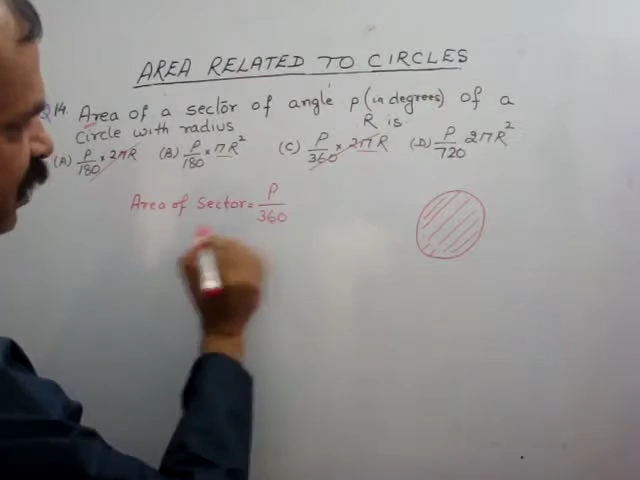 AREA RELATED TO CIRCLES
Q14. Area of a sector of angle p (in degrees) of a
circle with radius R is.
(A) P/180 × 2πR (B) P/180 × πR² (C) P/360 × 2πR (D) P/720 2πR²
Area of Sector = P/360